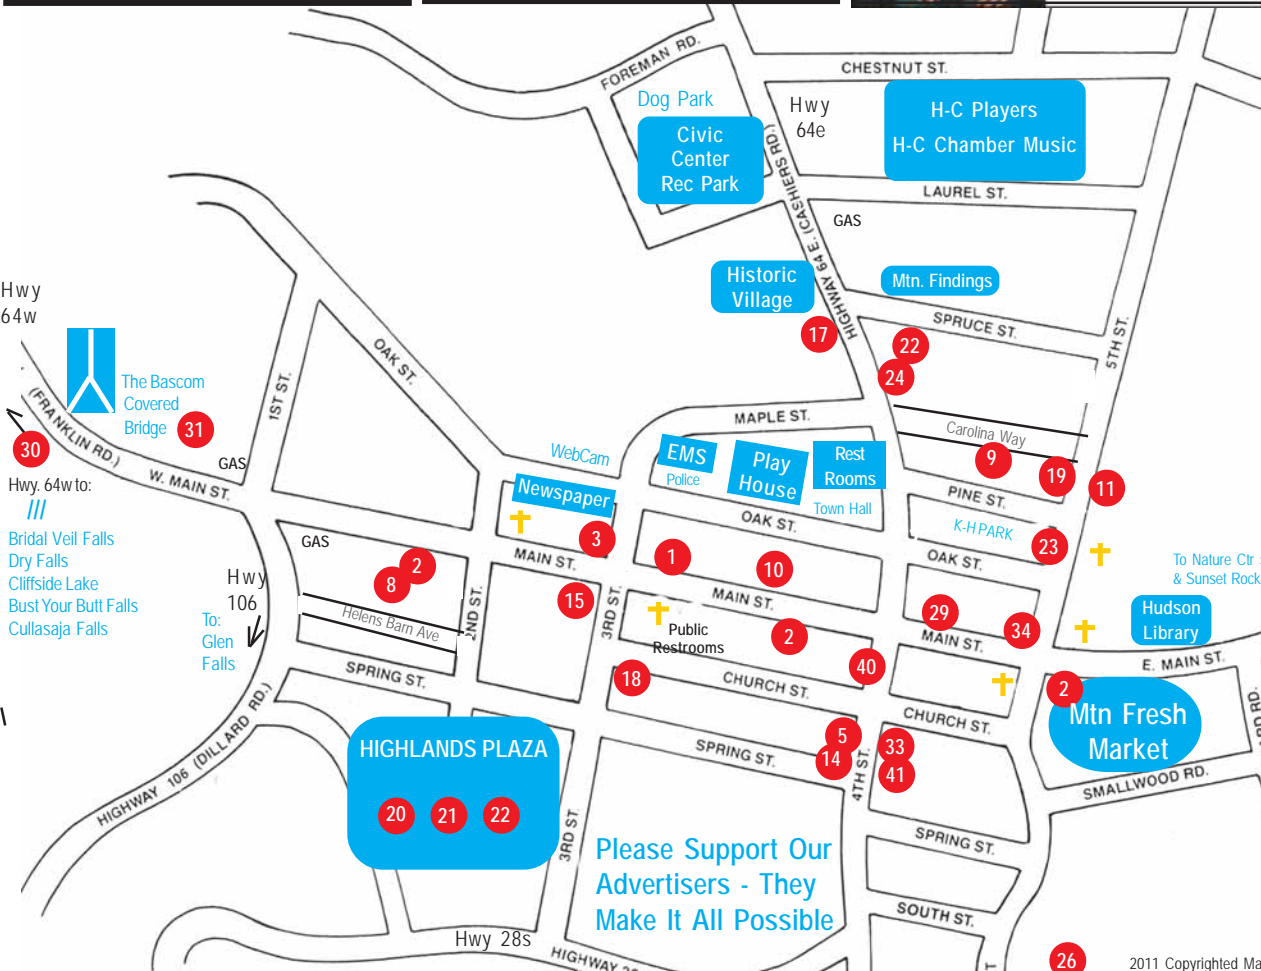 FOREMAN RD.
CHESTNUT ST.
Dog Park
Civic
Center
Rec Park
Hwy
64e
H-C Players
H-C Chamber Music
LAUREL ST.
GAS
HIGHWAY 64 E. (CASHIERS RD.)
Historic
Village
Mtn. Findings
SPRUCE ST.
17
22
24
5TH ST.
Hwy
64w
The Bascom
Covered
Bridge
31
30
(FRANKLIN RD.)
W. MAIN ST.
GAS
1ST ST.
OAK ST.
MAPLE ST.
Carolina Way
9
19
11
PINE ST.
WebCam
EMS
Police
Play
House
Rest
Rooms
Town Hall
Newspaper
K-H PARK
23
Hwy. 64w to:
///
Bridal Veil Falls
Dry Falls
Cliffside Lake
Bust Your Butt Falls
Cullasaja Falls
GAS
2
8
Hwy
106
To:
Glen
Falls
Helens Barn Ave
2ND ST.
3
MAIN ST.
15
3RD ST.
1
10
OAK ST.
OAK ST.
MAIN ST.
Public
Restrooms
2
29
34
MAIN ST.
To Nature Ctr
& Sunset Rock
Hudson
Library
E. MAIN ST.
SPRING ST.
18
40
CHURCH ST.
CHURCH ST.
2
Mtn Fresh
Market
SMALLWOOD RD.
HIGHWAY 106 (DILLARD RD.)
HIGHLANDS PLAZA
20
21
22
3RD ST.
SPRING ST.
5
14
4TH ST.
33
41
SPRING ST.
Please Support Our
Advertisers - They
Make It All Possible
SOUTH ST.
Hwy 28s
26
2011 Copyrighted